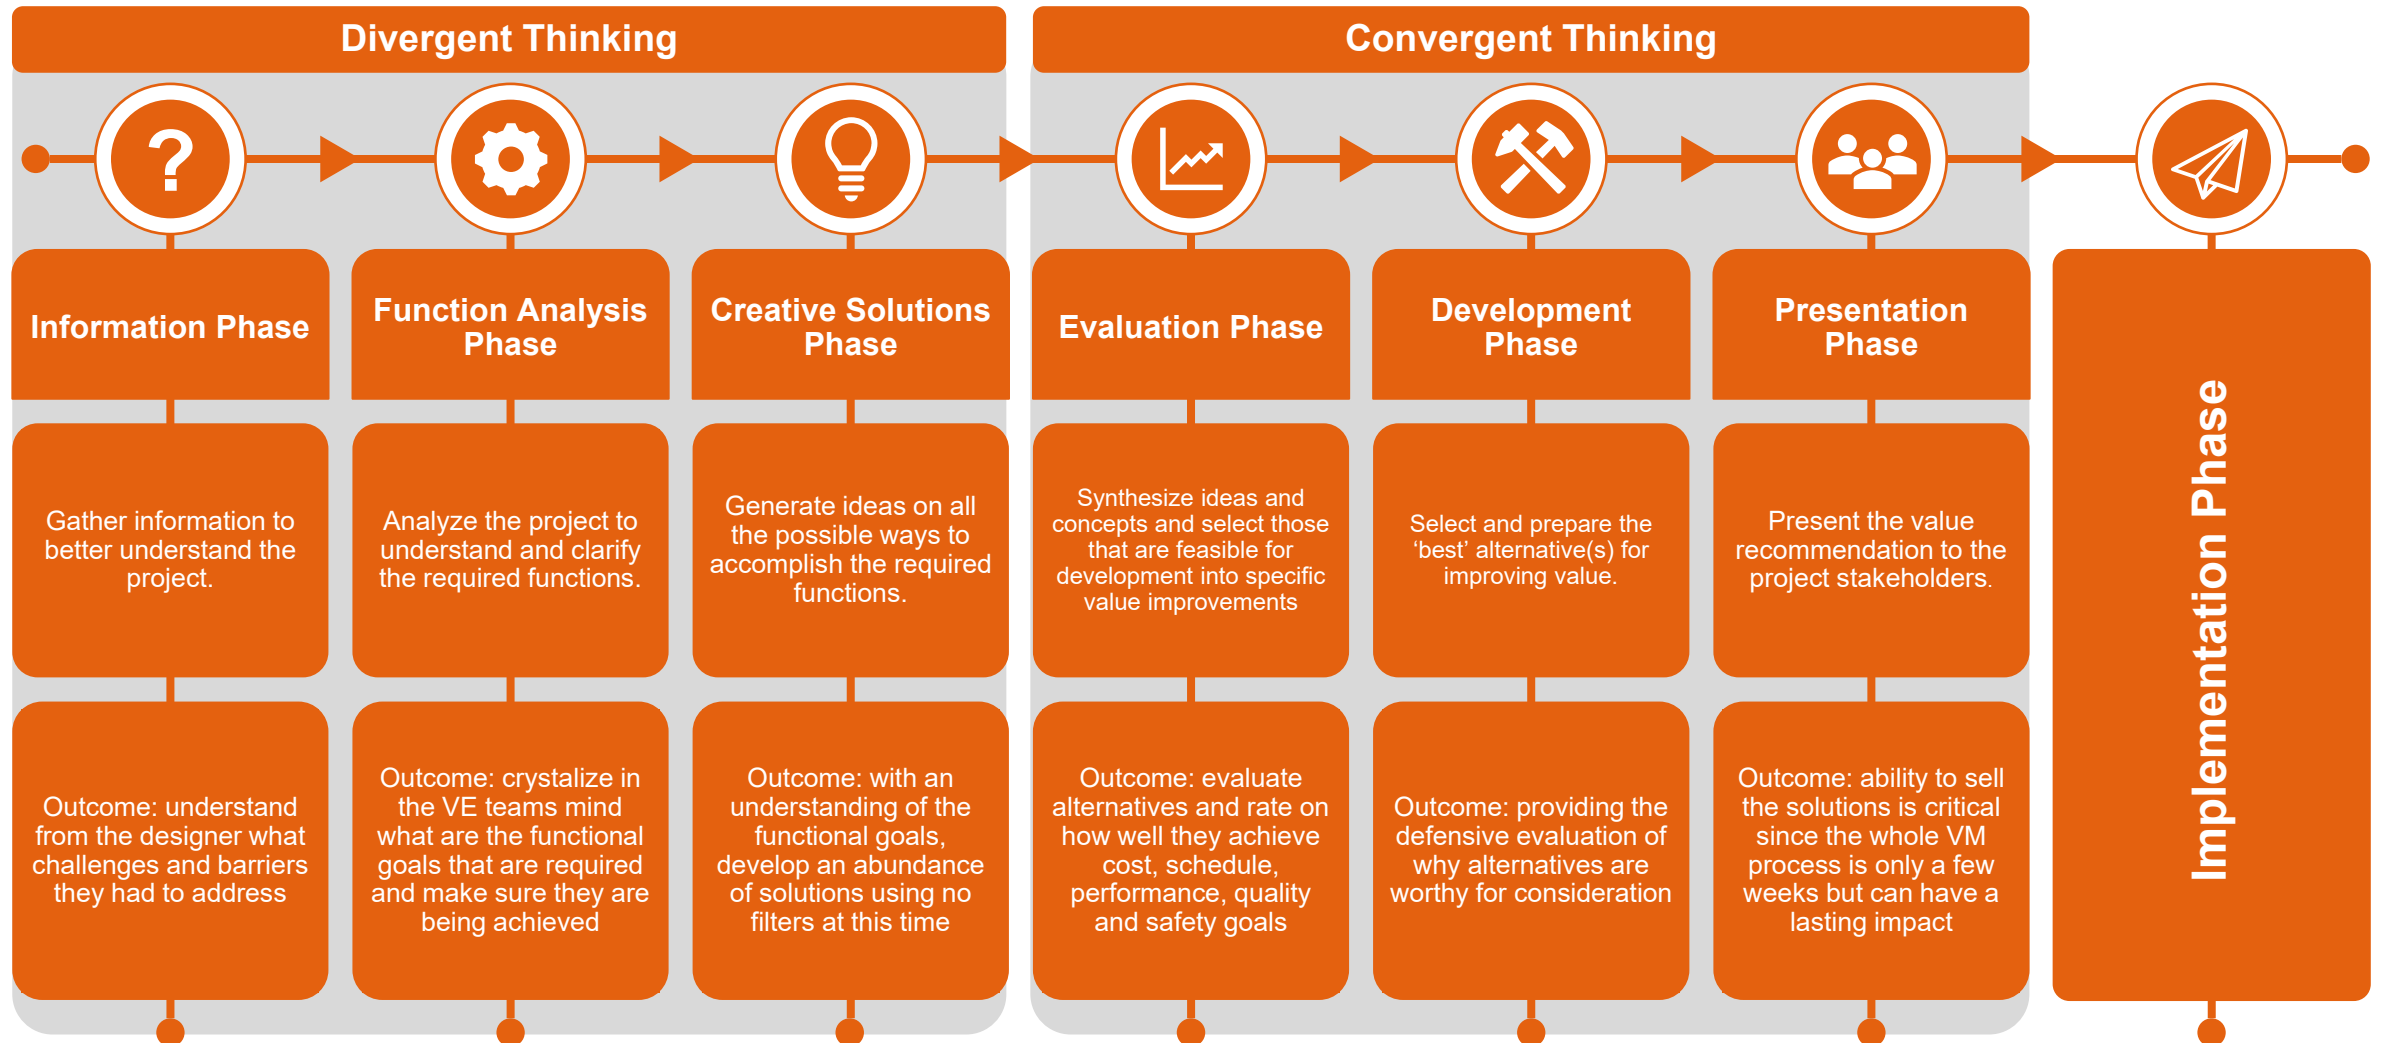 Divergent Thinking
Convergent Thinking
?
Information Phase
Function Analysis
Phase
Creative Solutions
Phase
Evaluation Phase
Development
Phase
Presentation
Phase
Implementation Phase
Gather information to
better understand the
project.
Analyze the project to
understand and clarify
the required functions.
Generate ideas on all
the possible ways to
accomplish the required
functions.
Synthesize ideas and
concepts and select those
that are feasible for
development into specific
value improvements
Select and prepare the
‘best’ alternative(s) for
improving value.
Present the value
recommendation to the
project stakeholders.
Outcome: understand
from the designer what
challenges and barriers
they had to address
Outcome: crystalize in
the VE teams mind
what are the functional
goals that are required
and make sure they are
being achieved
Outcome: with an
understanding of the
functional goals,
develop an abundance
of solutions using no
filters at this time
Outcome: evaluate
alternatives and rate on
how well they achieve
cost, schedule,
performance, quality
and safety goals
Outcome: providing the
defensive evaluation of
why alternatives are
worthy for consideration
Outcome: ability to sell
the solutions is critical
since the whole VM
process is only a few
weeks but can have a
lasting impact